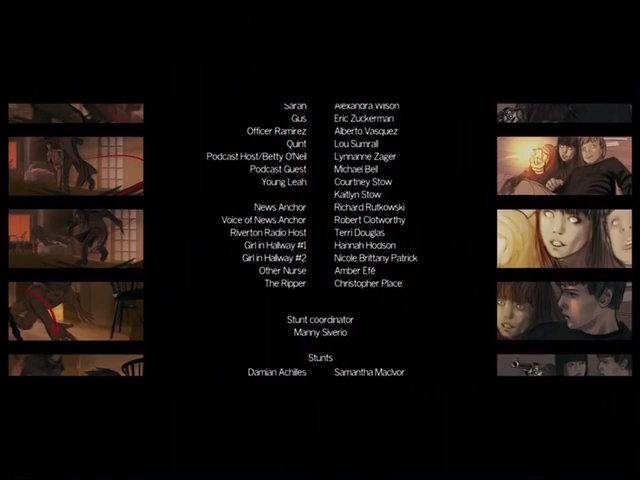 Sarah Alexandra Wilson
Gus Eric Zuckerman
Officer Ramirez Alberto Vasquez
Quint Lou Sumrall
Podcast Host/Betty O'Neil Lynnanne Zager
Podcast Guest Michael Bell
Young Leah Courtney Stow
Kaitlyn Stow
News Anchor Richard Rutkowski
Voice of News Anchor Robert Clotworthy
Riverton Radio Host Terri Douglas
Girl in Hallway #1 Hannah Hodson
Girl in Hallway #2 Nicole Brittany Patrick
Other Nurse Amber Efé
The Ripper Christopher Place
Stunt coordinator
Manny Siverio
Stunts
Damian Achilles Samantha MacIvor